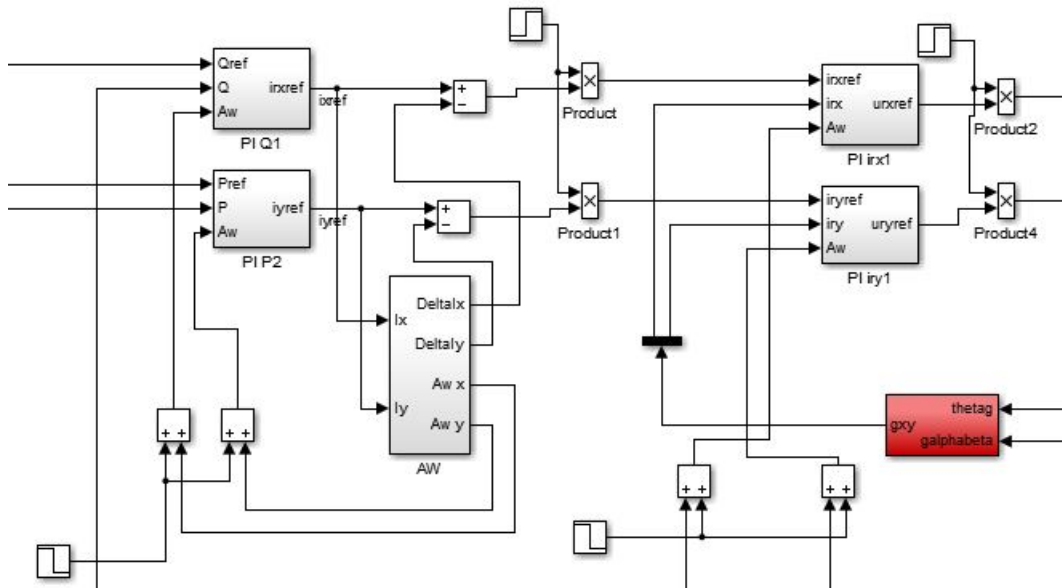 Qref
Q
Aw
irxref
ixref
PI Q1
Pref
P
Aw
iyref
iyref
PI P2
+
−
+
−
×
Product
×
Product1
Ix
Iy
DeltaIx
DeltaIy
Aw x
Aw y
AW
+ +
+ +
irxref
irx
Aw
urxref
PI irx1
iryref
iry
Aw
uryref
PI iry1
×
Product2
×
Product4
thetag
gxy
galphabeta
+ +
+ +